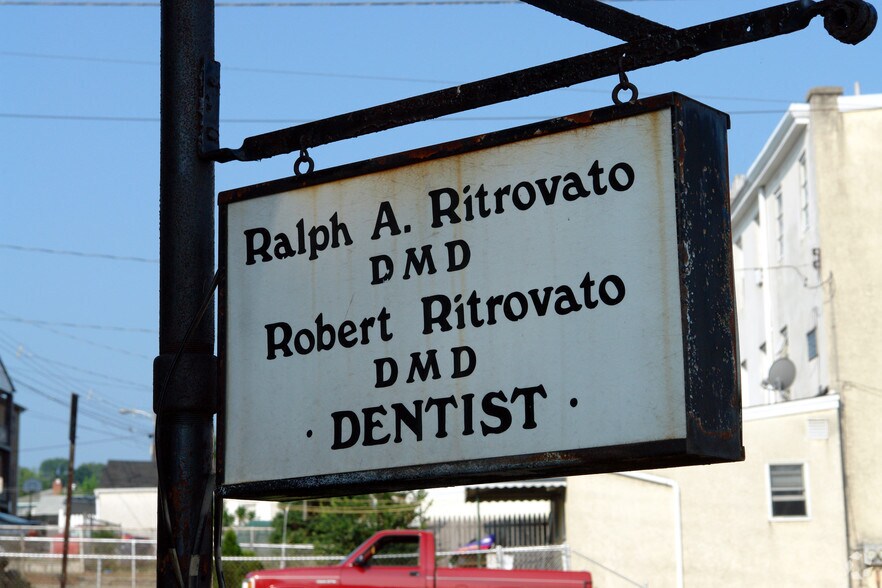 Ralph A. Ritrovato
DMD
Robert Ritrovato
DMD
· DENTIST ·